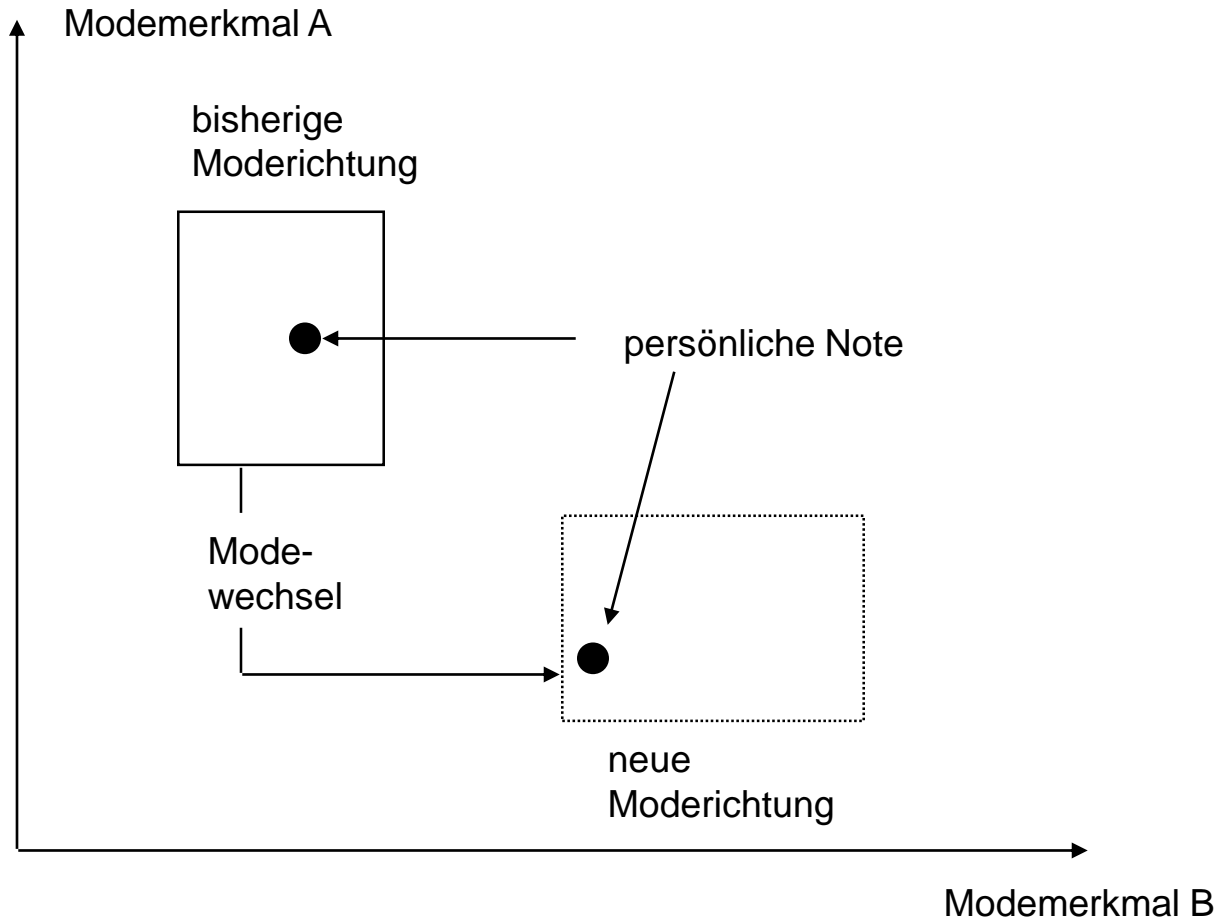 Modemerkmal A
bisherige
Moderichtung
persönliche Note
Mode-
wechsel
neue
Moderichtung
Modemerkmal B